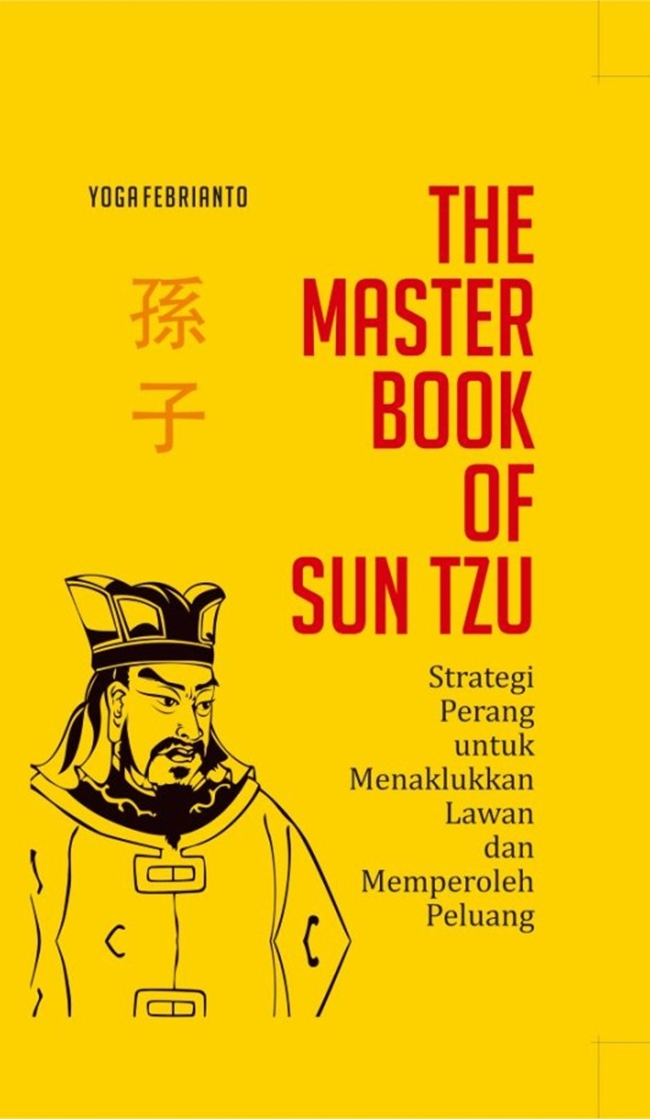 YOGA FEBRIANTO
孫
子
THE
MASTER
BOOK
OF
SUN TZU
Strategi
Perang
untuk
Menaklukkan
Lawan
dan
Memperoleh
Peluang